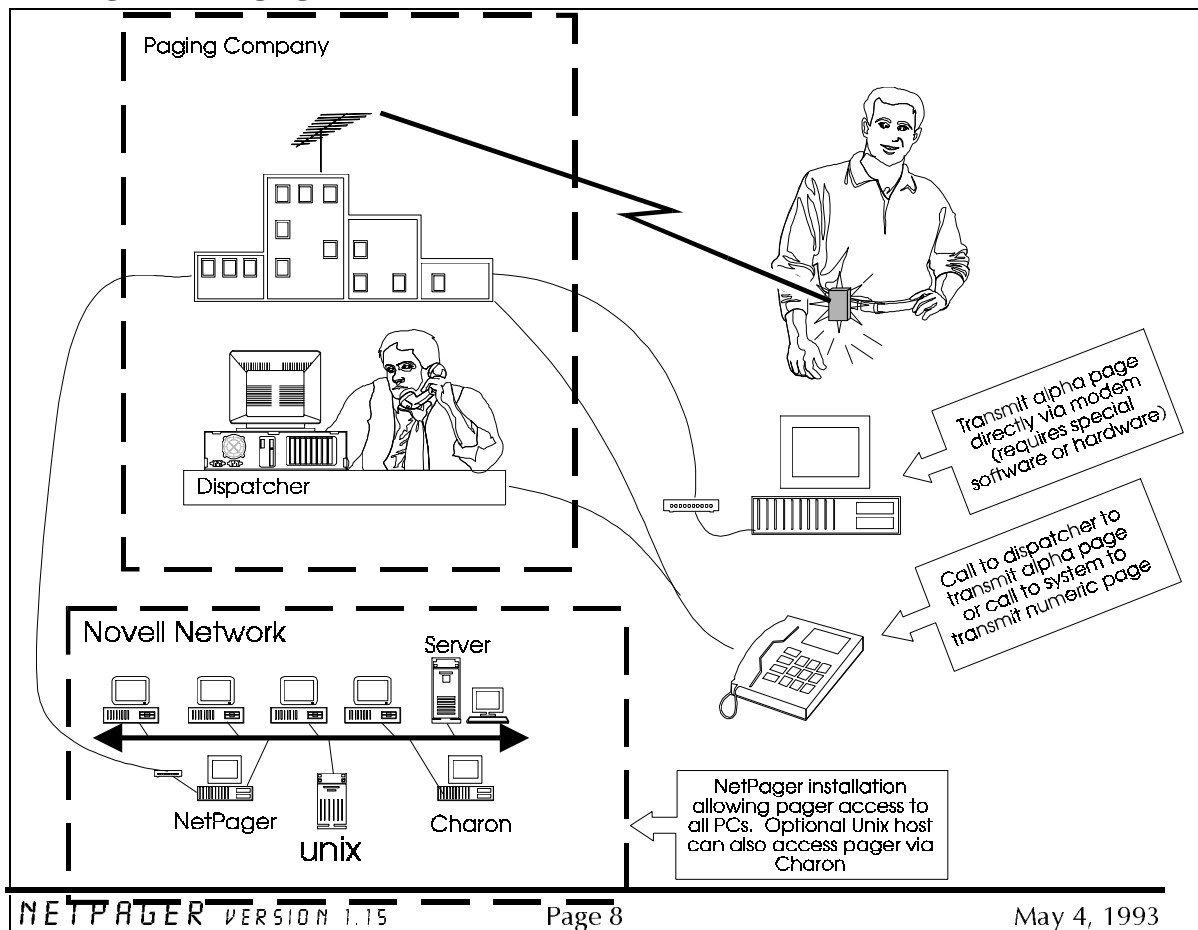 Paging Company
Dispatcher
Transmit alpha page
directly via modem
(requires special
software or hardware)
Call to dispatcher to
transmit alpha page
or call to system to
transmit numeric page
Novell Network
Server
NetPager
unix
Charon
NetPager installation
allowing pager access to
all PCs. Optional Unix host
can also access pager via
Charon
NETPAGER VERSION 1.15 Page 8 May 4, 1993